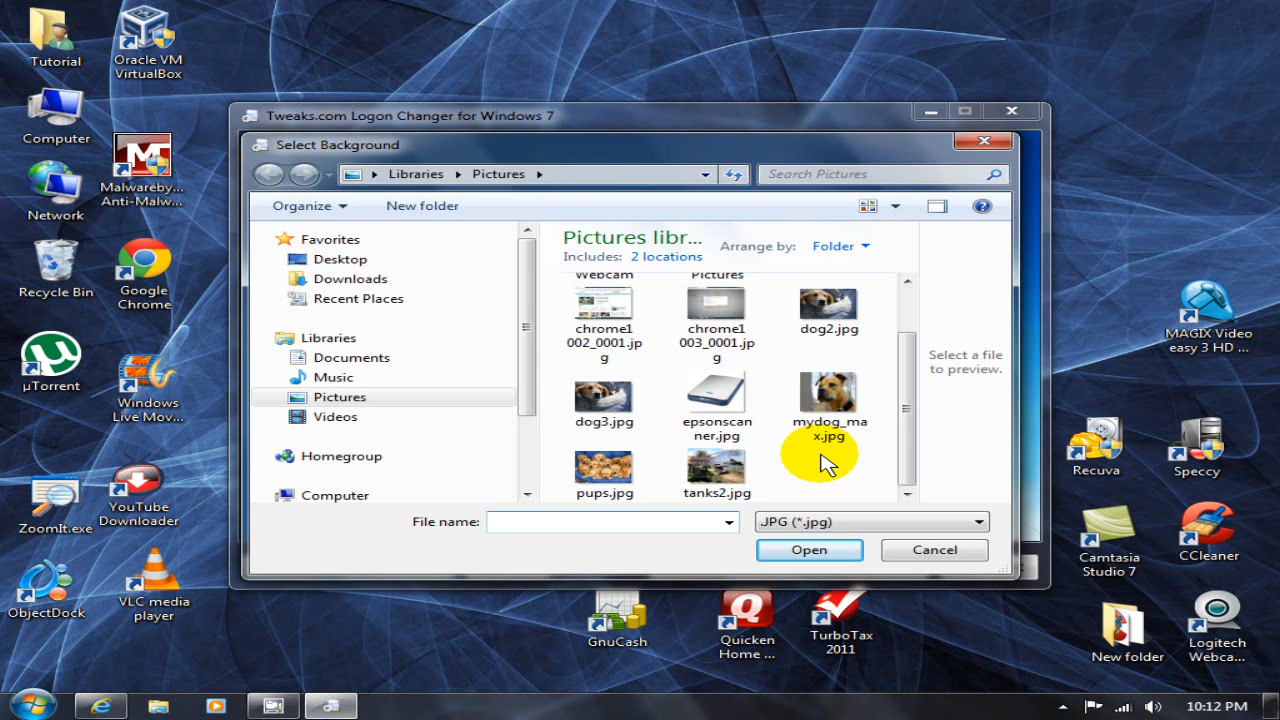 Tutorial
Oracle VM
VirtualBox
Computer
Malwareby...
Anti-Malw...
Network
Recycle Bin
Google
Chrome
µTorrent
Windows
Live Mov...
ZoomIt.exe
YouTube
Downloader
ObjectDock
VLC media
player
Tweaks.com Logon Changer for Windows 7
Select Background
Libraries
Pictures
Search Pictures
Organize
New folder
Favorites
Desktop
Downloads
Recent Places
Libraries
Documents
Music
Pictures
Videos
Homegroup
Computer
Pictures libr...
Includes: 2 locations
Arrange by: Folder
Webcam
Pictures
chrome1
002_0001.jp
g
chrome1
003_0001.jp
g
dog2.jpg
dog3.jpg
epsonscan
ner.jpg
mydog_ma
x.jpg
pups.jpg
tanks2.jpg
Select a file
to preview.
File name:
JPG (*.jpg)
Open
Cancel
MAGIX Video
easy 3 HD ...
Recuva
Speccy
Camtasia
Studio 7
CCleaner
GnuCash
Quicken
Home ...
TurboTax
2011
New folder
Logitech
Webca...
10:12 PM